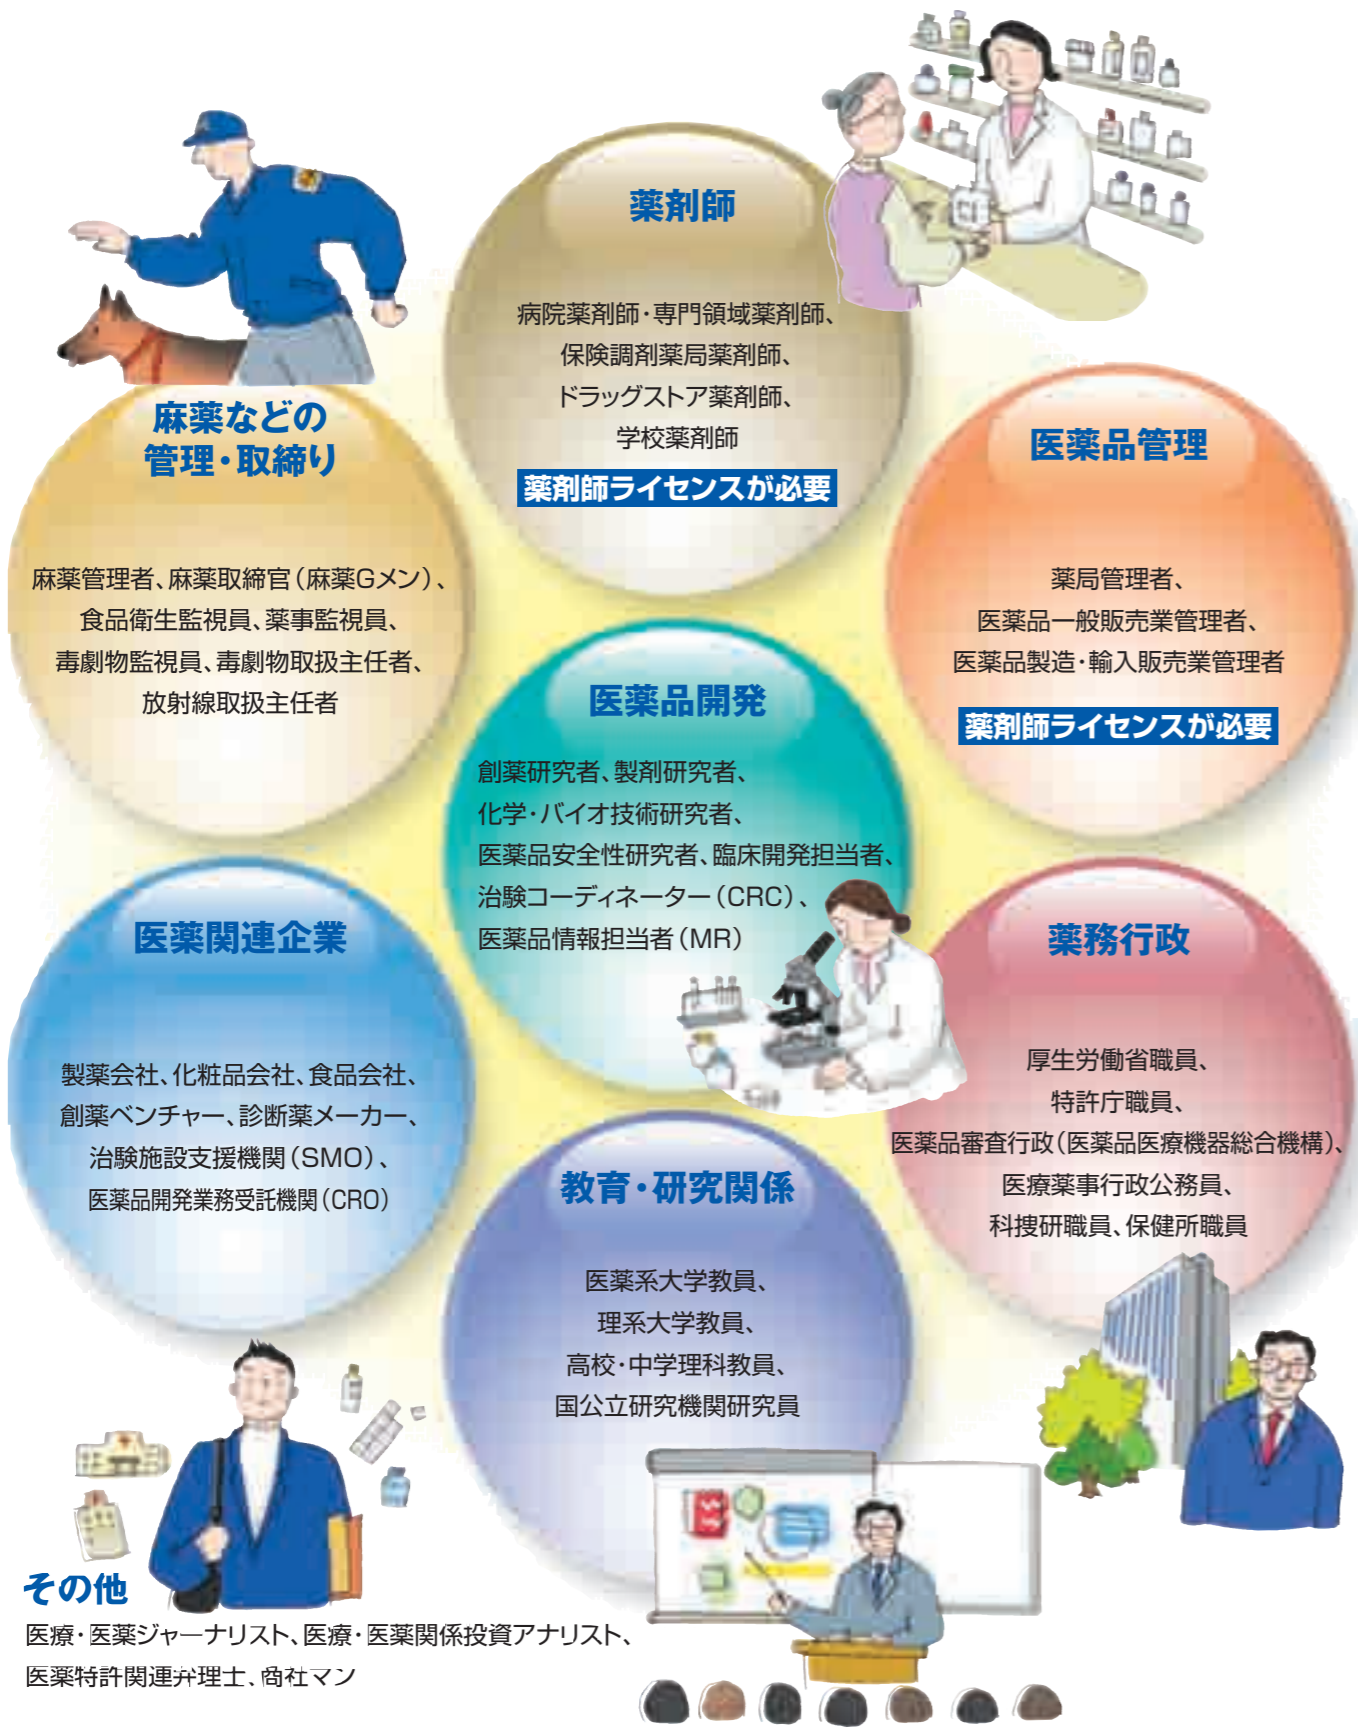 薬剤師
病院薬剤師・専門領域薬剤師、
保険調剤薬局薬剤師、
ドラッグストア薬剤師、
学校薬剤師
薬剤師ライセンスが必要
麻薬などの
管理・取締り
麻薬管理者、麻薬取締官（麻薬Gメン）、
食品衛生監視員、薬事監視員、
毒劇物監視員、毒劇物取扱主任者、
放射線取扱主任者
医薬品管理
薬局管理者、
医薬品一般販売業管理者、
医薬品製造・輸入販売業管理者
薬剤師ライセンスが必要
医薬品開発
創薬研究者、製剤研究者、
化学・バイオ技術研究者、
医薬品安全性研究者、臨床開発担当者、
治験コーディネーター（CRC）、
医薬品情報担当者（MR）
医薬関連企業
製薬会社、化粧品会社、食品会社、
創薬ベンチャー、診断薬メーカー、
治験施設支援機関（SMO）、
医薬品開発業務受託機関（CRO）
薬務行政
厚生労働省職員、
特許庁職員、
医薬品審査行政（医薬品医療機器総合機構）、
医療薬事行政公務員、
科捜研職員、保健所職員
教育・研究関係
医薬系大学教員、
理系大学教員、
高校・中学理科教員、
国公立研究機関研究員
その他
医療・医薬ジャーナリスト、医療・医薬関係投資アナリスト、
医薬特許関連弁理士、商社マン